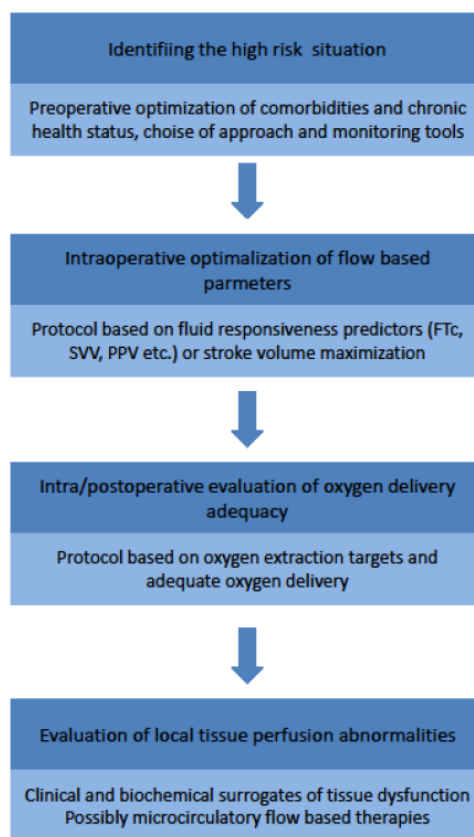 Identifiing the high risk situation
Preoperative optimization of comorbidities and chronic
health status, choise of approach and monitoring tools
Intraoperative optimalization of flow based
parmeters
Protocol based on fluid responsiveness predictors (FTc,
SVV, PPV etc.) or stroke volume maximization
Intra/postoperative evaluation of oxygen delivery
adequacy
Protocol based on oxygen extraction targets and
adequate oxygen delivery
Evaluation of local tissue perfusion abnormalities
Clinical and biochemical surrogates of tissue dysfunction
Possibly microcirculatory flow based therapies